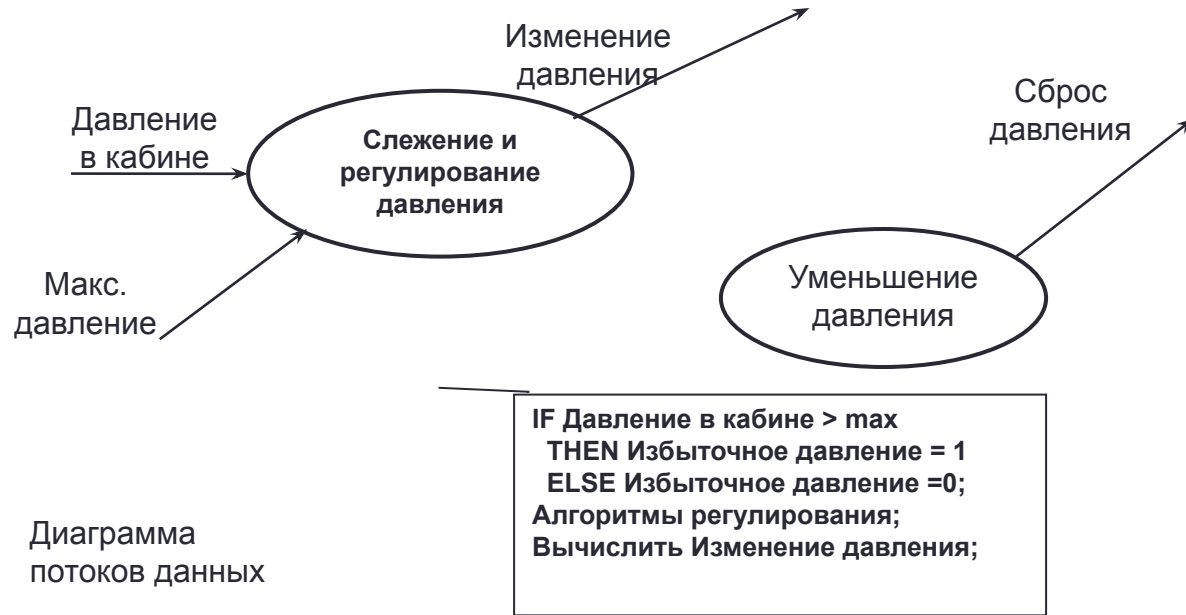 Изменение
давления
Давление
в кабине
Слежение и
регулирование
давления
Сброс
давления
Макс.
давление
Уменьшение
давления
IF Давление в кабине > max
THEN Избыточное давление = 1
ELSE Избыточное давление =0;
Алгоритмы регулирования;
Вычислить Изменение давления;
Диаграмма
потоков данных